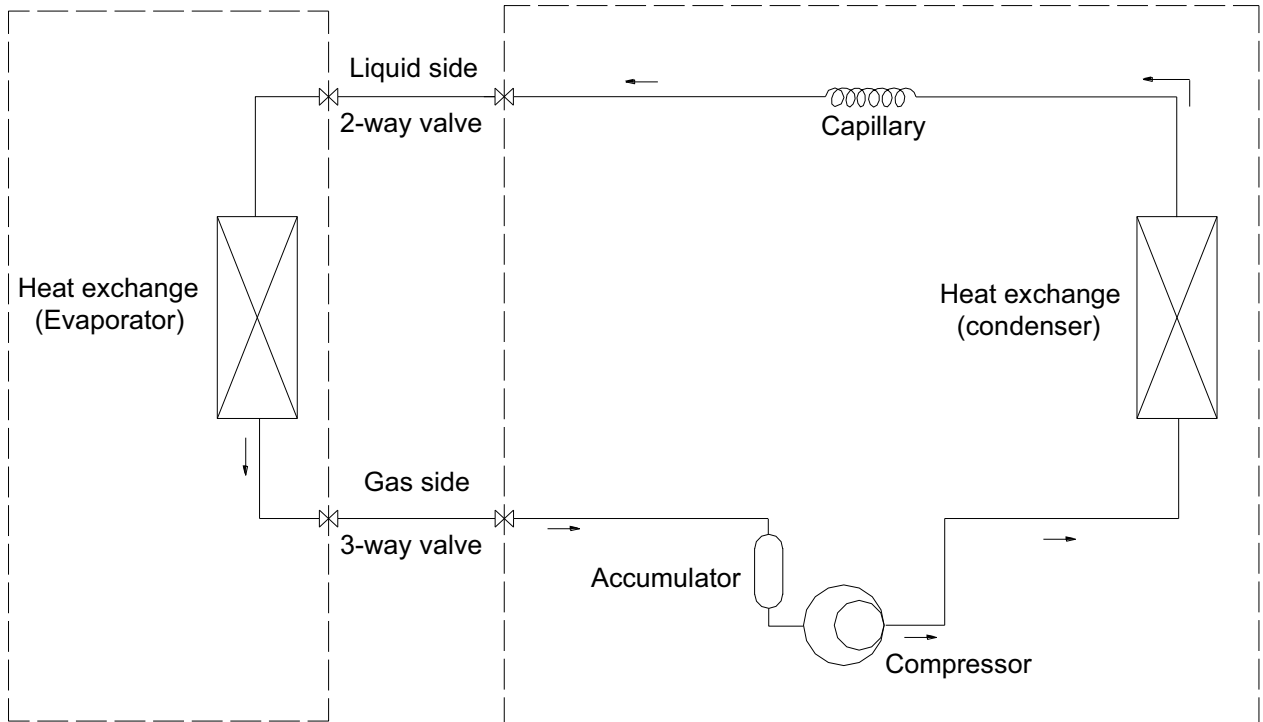 Liquid side
2-way valve
Capillary
Heat exchange
(Evaporator)
Heat exchange
(condenser)
Gas side
3-way valve
Accumulator
Compressor